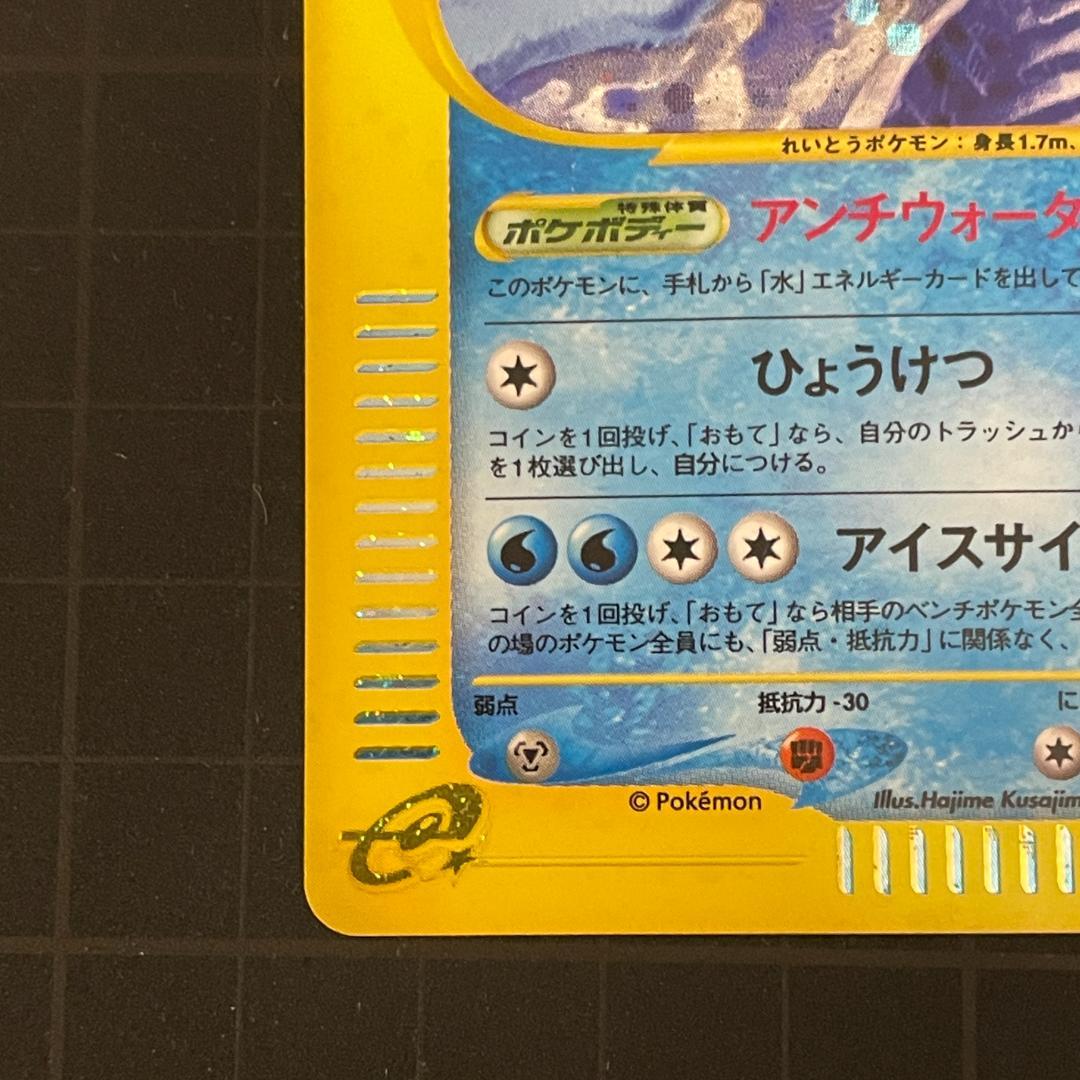 れいとうポケモン：身長1.7m、
特殊体質
ポケボディー
アンチウォータ
このポケモンに、手札から「水」エネルギーカードを出して
ひょうけつ
コインを1回投げ、「おもて」なら、自分のトラッシュか
を1枚選び出し、自分につける。
アイスサイ
コインを1回投げ、「おもて」なら相手のベンチポケモン全
の場のポケモン全員にも、「弱点・抵抗力」に関係なく、
弱点 抵抗力 -30 に
© Pokémon Illus.Hajime Kusajim
e